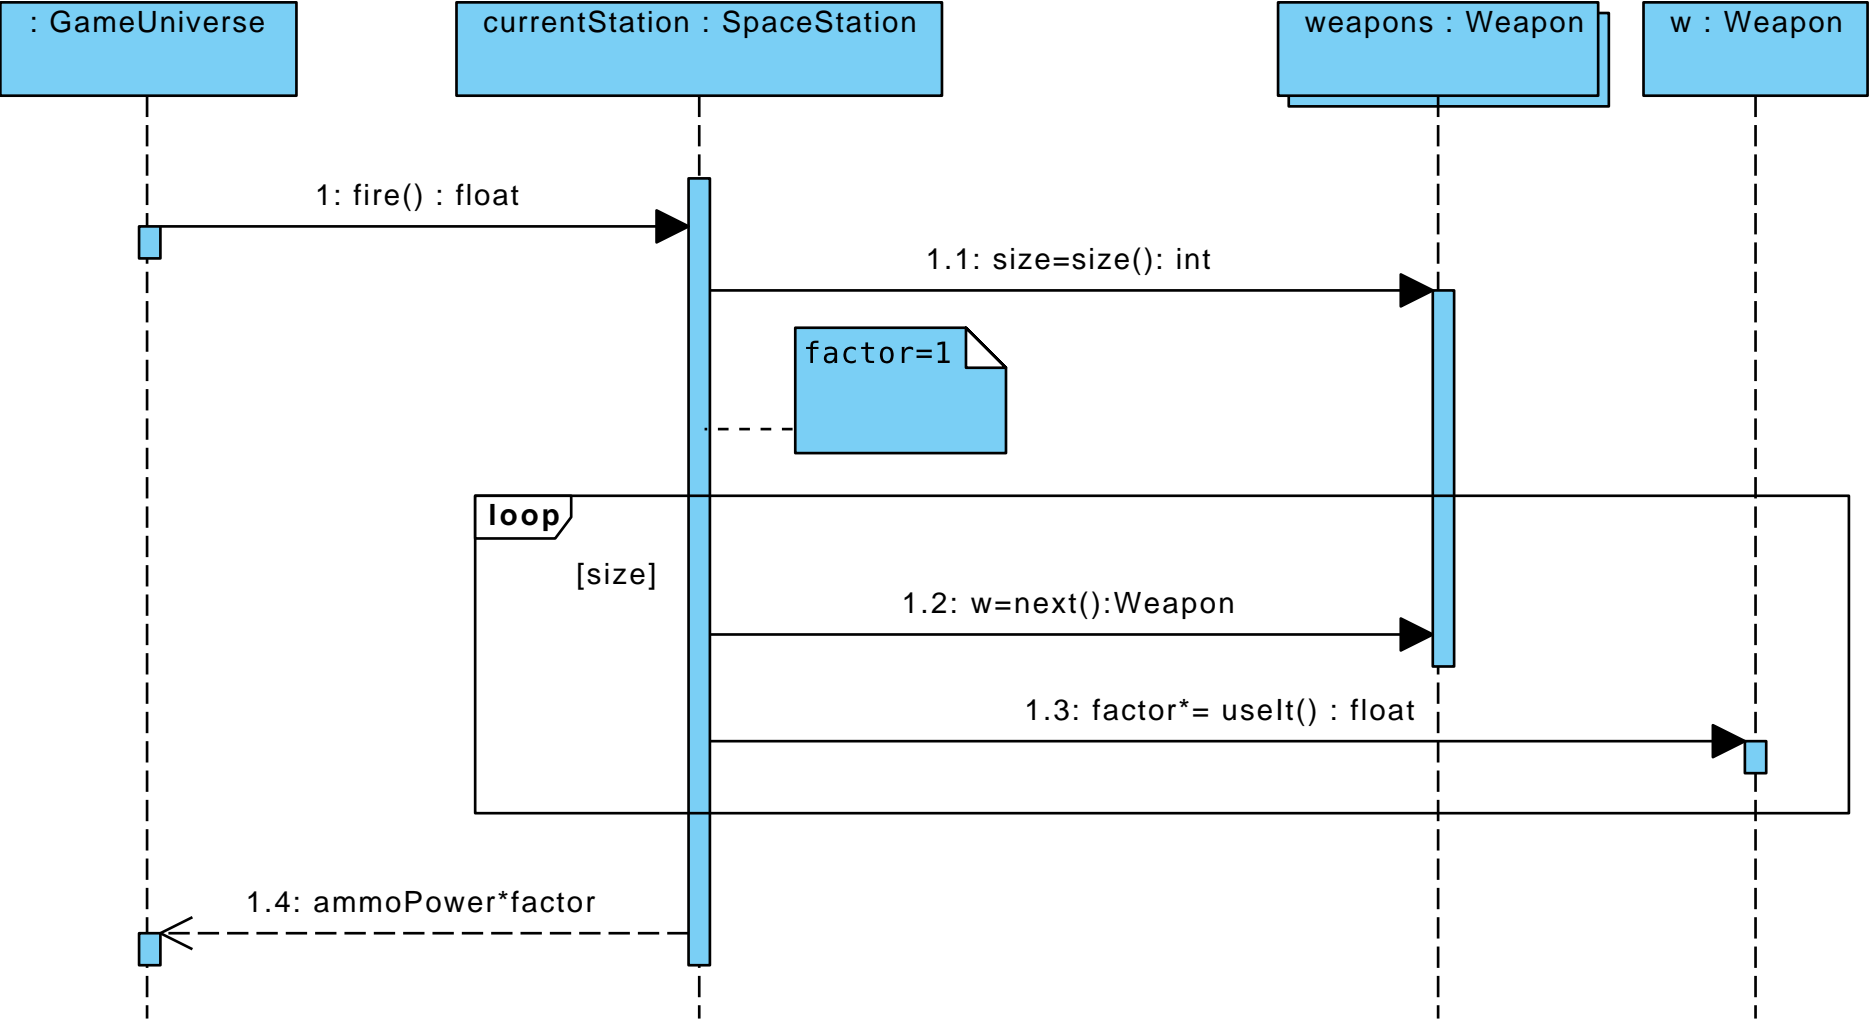 : GameUniverse
currentStation : SpaceStation
weapons : Weapon
w : Weapon
1: fire() : float
1.1: size=size(): int
factor=1
loop
[size]
1.2: w=next():Weapon
1.3: factor*= useIt() : float
1.4: ammoPower*factor